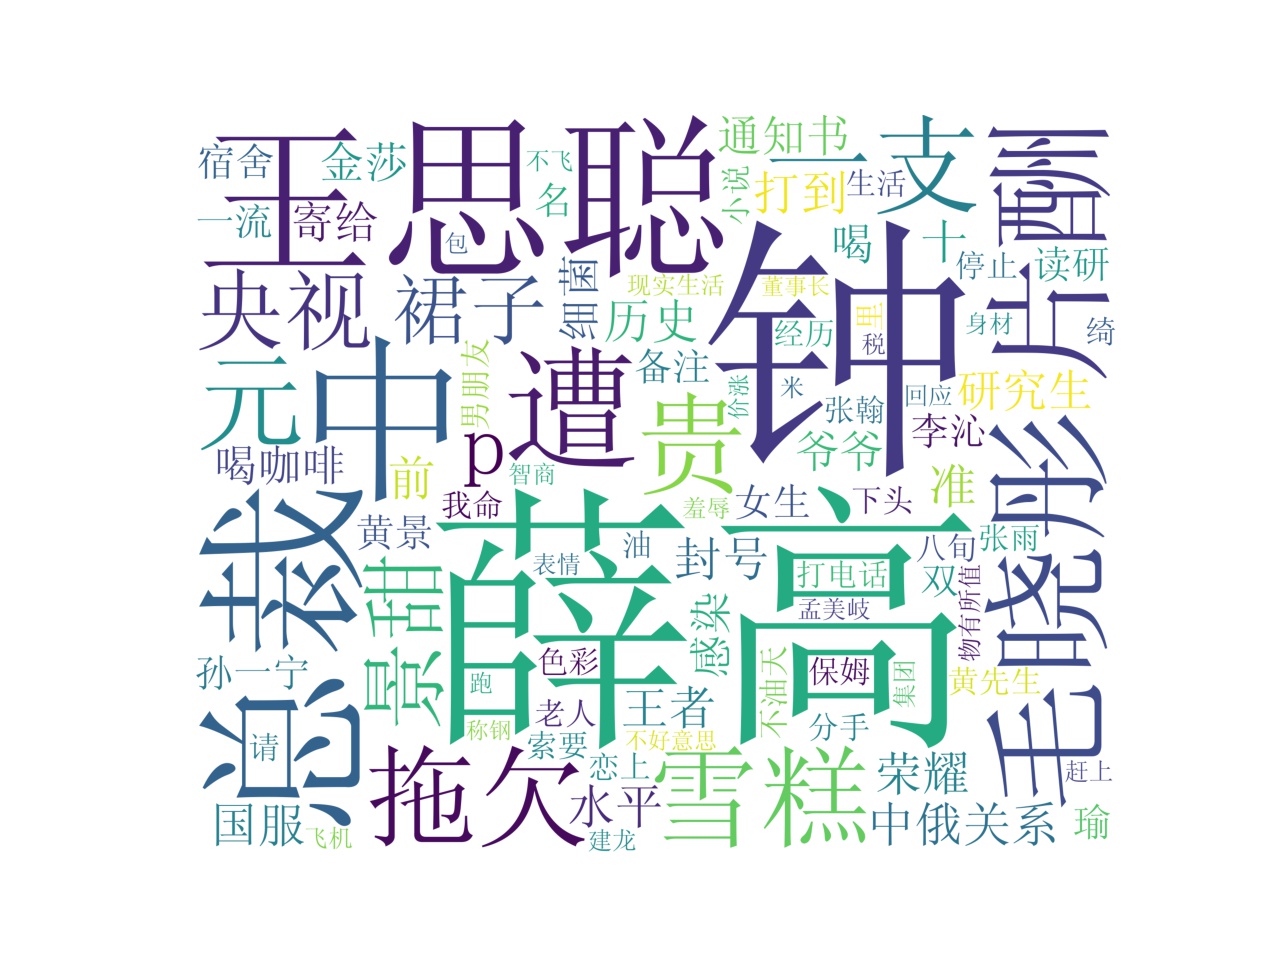 王思聪
宿舍
金莎
不飞
名
通知书
一支
小说
打到
生活
片酬
一流
寄给
包
喝
十
停止
读研
央视
裙子
细菌
现实生活
历史
董事长
钟
经历
里
税
身材
绮
元
中
男朋友
遭
备注
价涨
米
张翰
回应
研究生
李沁
贵
爷爷
喝咖啡
前
p
智商
我命
羞辱
女生
下头
准
毛晓彤
总裁
黄景
薛高
表情
油
封号
打电话
八旬
双
张雨
景甜
感染
孟美岐
物有所值
孙一宁
色彩
不油天
保姆
集团
黄先生
跑
请
老人
王者
分手
称钢
索要
不好意思
拖欠
恋上
雪糕
荣耀
赶上
国服
飞机
水平
建龙
中俄关系
瑜